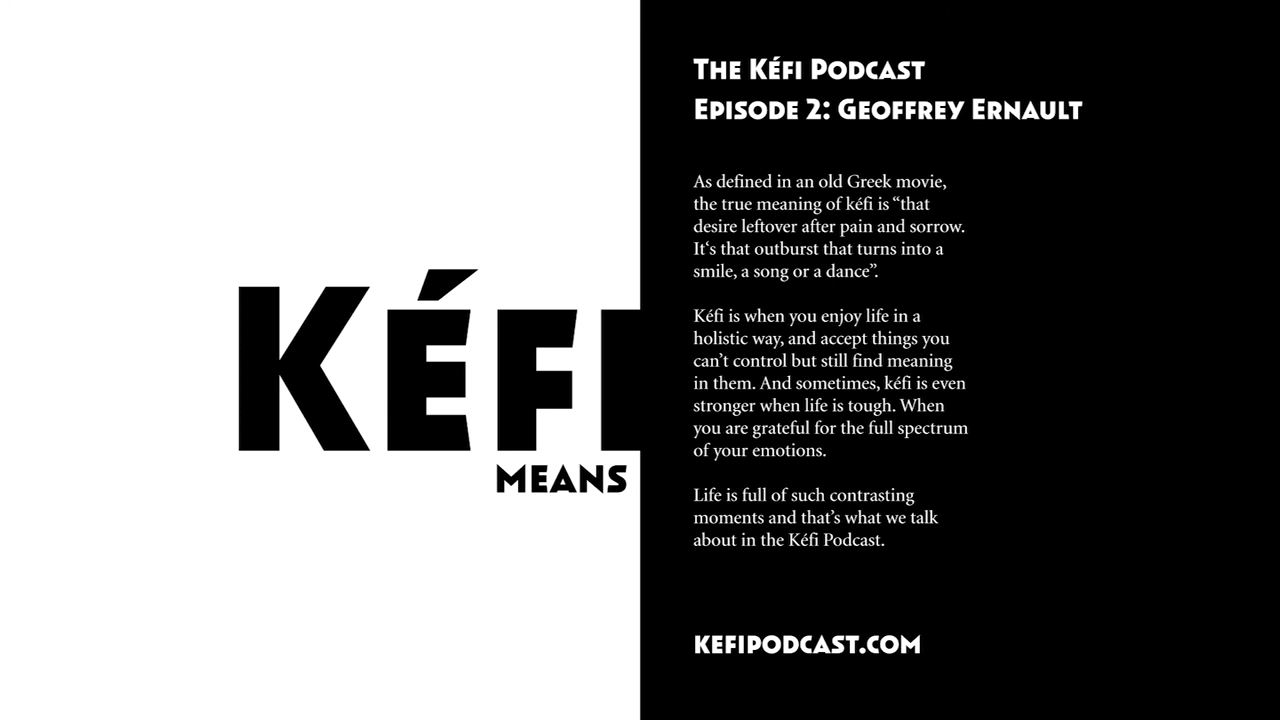 KÉFI
MEANS
THE KÉFI PODCAST
EPISODE 2: GEOFFREY ERNAULT
As defined in an old Greek movie,
the true meaning of kéfi is “that
desire leftover after pain and sorrow.
It‘s that outburst that turns into a
smile, a song or a dance”.
Kéfi is when you enjoy life in a
holistic way, and accept things you
can’t control but still find meaning
in them. And sometimes, kéfi is even
stronger when life is tough. When
you are grateful for the full spectrum
of your emotions.
Life is full of such contrasting
moments and that’s what we talk
about in the Kéfi Podcast.
KEFIPODCAST.COM